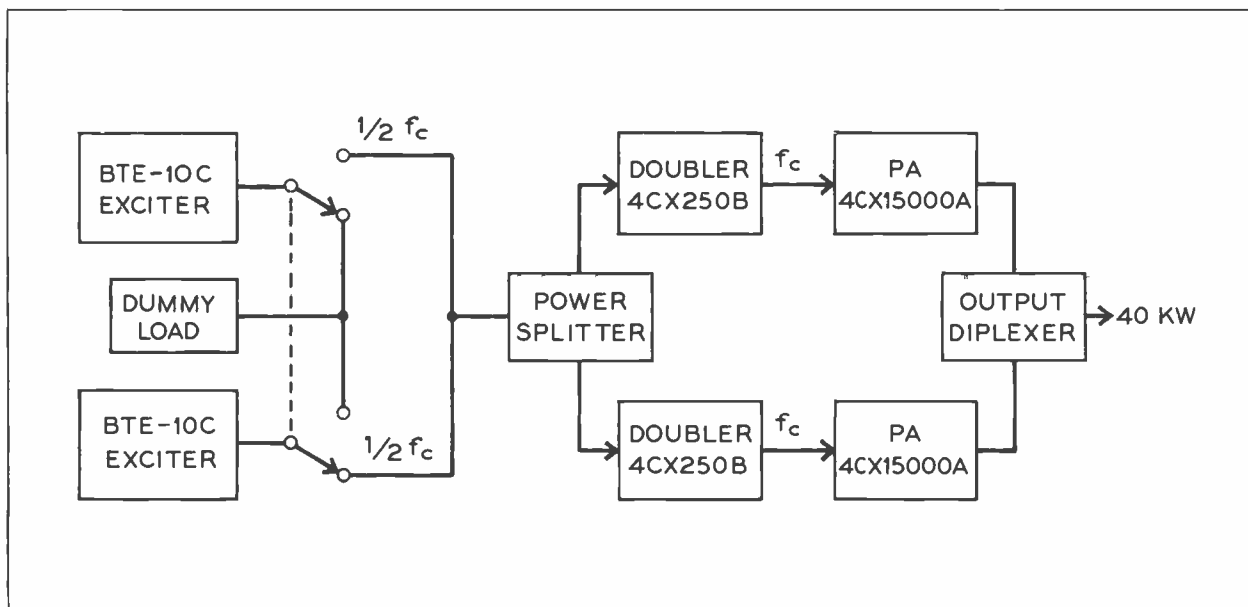 1/2 fc
BTE-10C
EXCITER
DUMMY
LOAD
BTE-10C
EXCITER
1/2 fc
POWER
SPLITTER
DOUBLER
4CX250B
fc
PA
4CX15000A
DOUBLER
4CX250B
fc
PA
4CX15000A
OUTPUT
DIPLEXER
40 KW